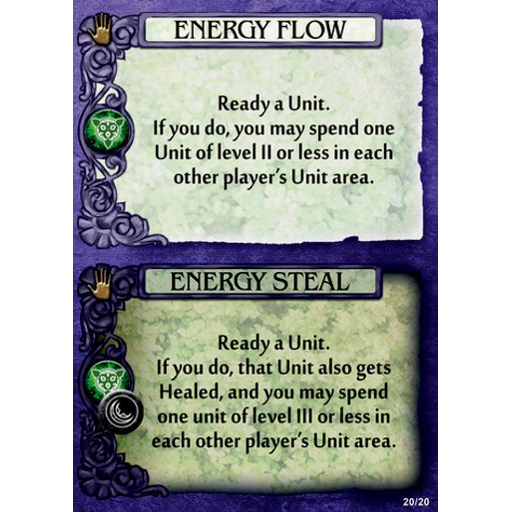 ENERGY FLOW
Ready a Unit.
If you do, you may spend one
Unit of level II or less in each
other player's Unit area.
ENERGY STEAL
Ready a Unit.
If you do, that Unit also gets
Healed, and you may spend
one unit of level III or less in
each other player's Unit area.
20/20